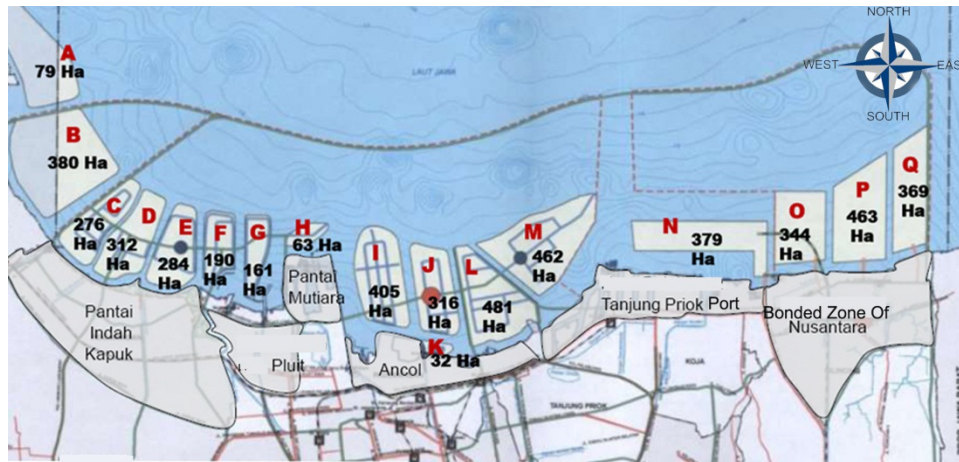 NORTH
WEST
EAS
SOUTH
A
79 Ha
LAUT JAWA
B
380 Ha
C
276
Ha
D
312
Ha
E
284
Ha
F
190
Ha
G
161
Ha
H
63 Ha
I
405
Ha
J
316
Ha
K
32 Ha
L
481
Ha
M
462
Ha
N
379
Ha
O
344
Ha
P
463
Ha
Q
369
Ha
Pantai
Indah
Kapuk
Pluit
Pantai
Mutiara
Ancol
Tanjung Priok Port
Bonded Zone Of
Nusantara
KOJA
TANJUNG PRIOK